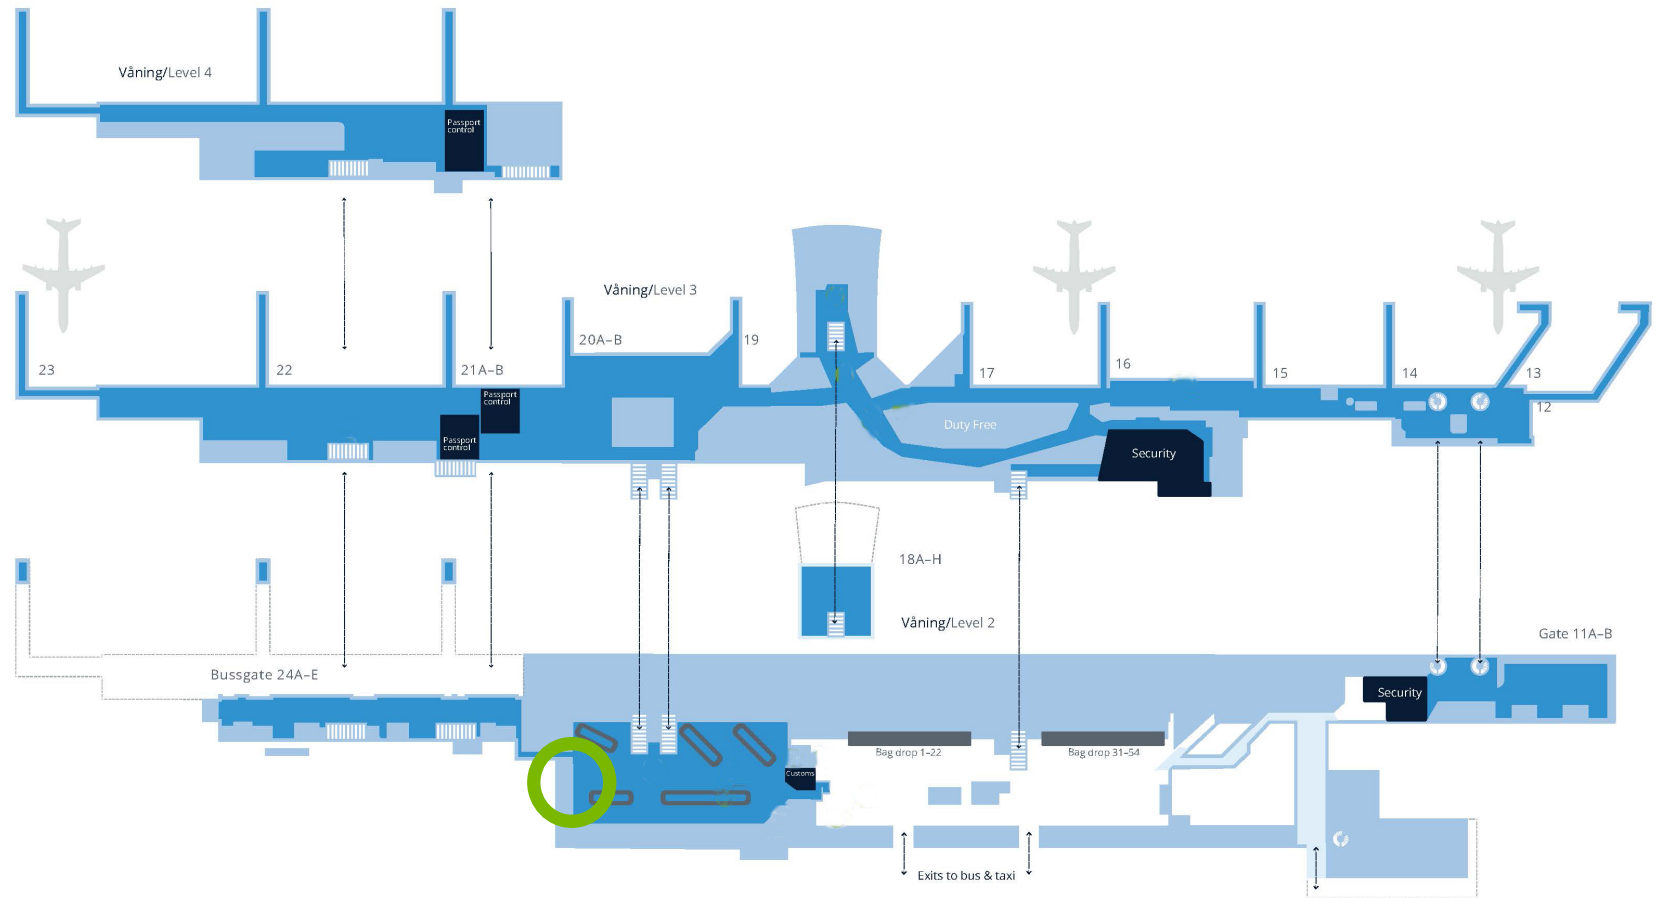 Våning/Level 4
Passport
control
Våning/Level 3
20A–B
19
23
22
21A–B
17
16
15
14
13
12
Passport
control
Passport
control
Duty Free
Security
18A–H
Våning/Level 2
Gate 11A–B
Bussgate 24A–E
Security
Bag drop 1–22
Bag drop 31–54
Customs
Exits to bus & taxi